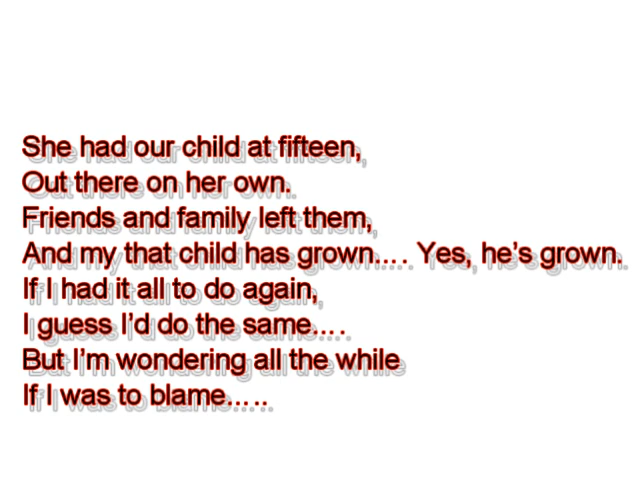 She had our child at fifteen,
Out there on her own.
Friends and family left them,
And my that child has grown.... Yes, he's grown.
If I had it all to do again,
I guess I'd do the same....
But I'm wondering all the while
If I was to blame.....